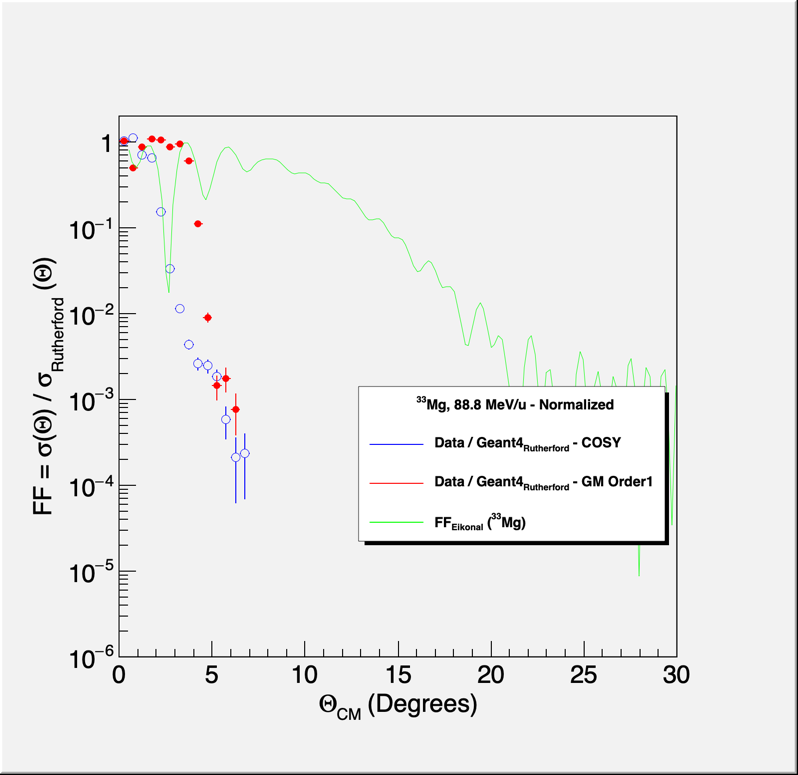 1
10⁻¹
10⁻²
10⁻³
10⁻⁴
10⁻⁵
10⁻⁶
FF = σ(Θ) / σRutherford (Θ)
³³Mg, 88.8 MeV/u - Normalized
Data / Geant4Rutherford - COSY
Data / Geant4Rutherford - GM Order1
FFEikonal (³³Mg)
0 5 10 15 20 25 30
ΘCM (Degrees)